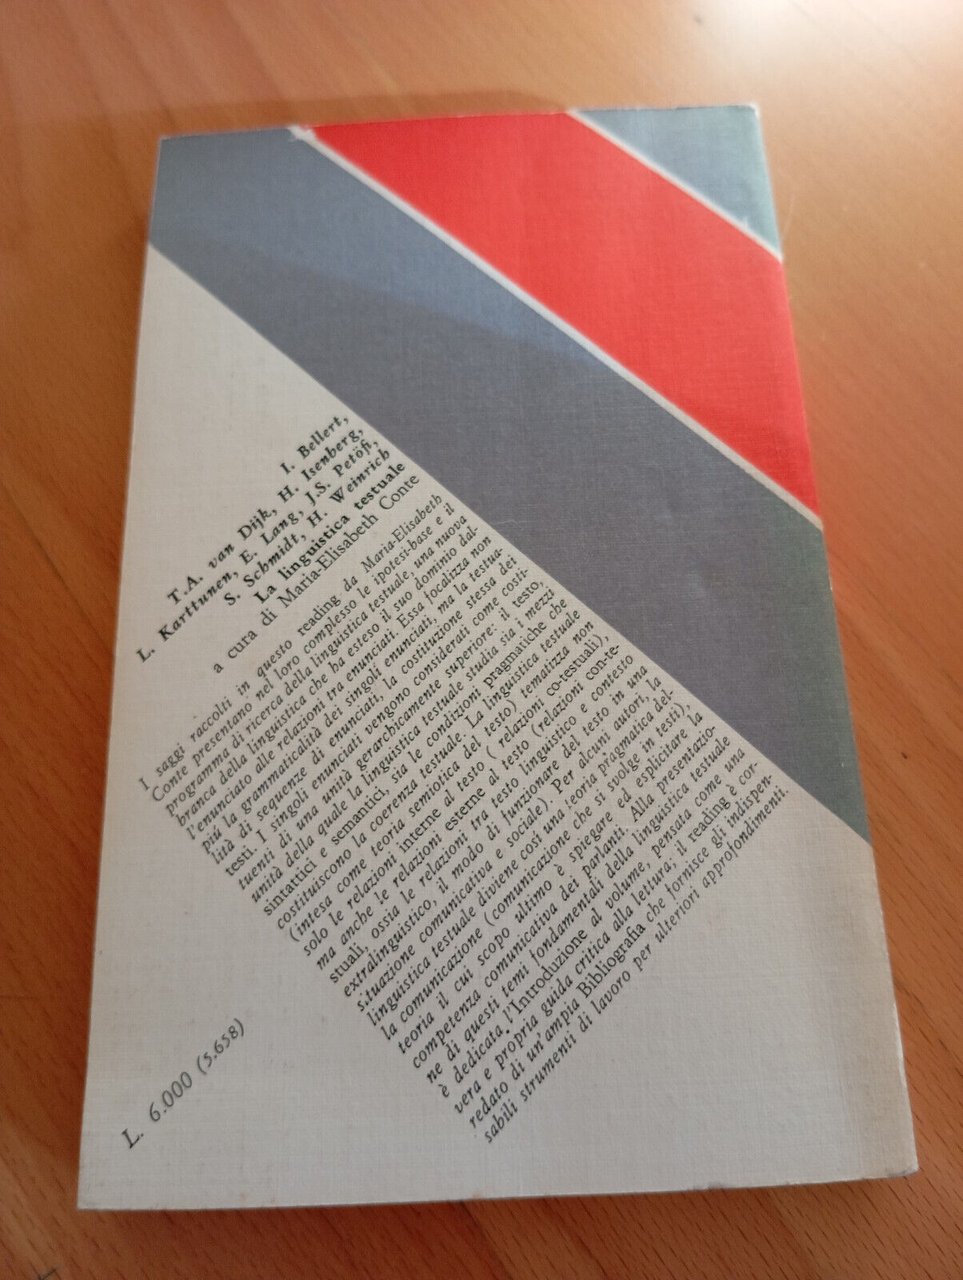 I. Bellert,
T.A. van Dijk, H. Isenberg,
L. Karttunen, E. Lang, J.S. Petöfi,
S. Schmidt, H. Weinrich
La linguistica testuale
a cura di Maria-Elisabeth Conte
I saggi raccolti in questo reading da Maria-Elisabeth
Conte presentano nel loro complesso le ipotesi-base e il
programma di ricerca della linguistica testuale, una nuova
branca della linguistica che ha esteso il suo dominio dal-
l'enunciato alle relazioni tra enunciati. Essa focalizza non
più la grammaticalità dei singoli enunciati, ma la testua-
lità di sequenze di enunciati, la costituzione stessa dei
testi. I singoli enunciati vengono considerati come costi-
tuenti di una unità gerarchicamente superiore: il testo,
unità della quale la linguistica testuale studia sia i mezzi
sintattici e semantici, sia le condizioni pragmatiche che
costituiscono la coerenza testuale. La linguistica testuale
(intesa come teoria semiotica del testo) tematizza non
solo le relazioni interne al testo (relazioni co-testuali),
ma anche le relazioni esterne al testo (relazioni con-te-
stuali, ossia le relazioni tra testo linguistico e contesto
extralinguistico, il modo di funzionare del testo in una
situazione comunicativa e sociale). Per alcuni autori, la
linguistica testuale diviene così una teoria pragmatica del-
la comunicazione (comunicazione che si svolge in testi),
teoria il cui scopo ultimo è spiegare ed esplicitare la
competenza comunicativa dei parlanti. Alla presentazio-
ne di questi temi fondamentali della linguistica testuale
è dedicata l'Introduzione al volume, pensata come una
vera e propria guida critica alla lettura; il reading è cor-
redato di un'ampia Bibliografia che fornisce gli indispen-
sabili strumenti di lavoro per ulteriori approfondimenti.
L. 6.000 (5.658)